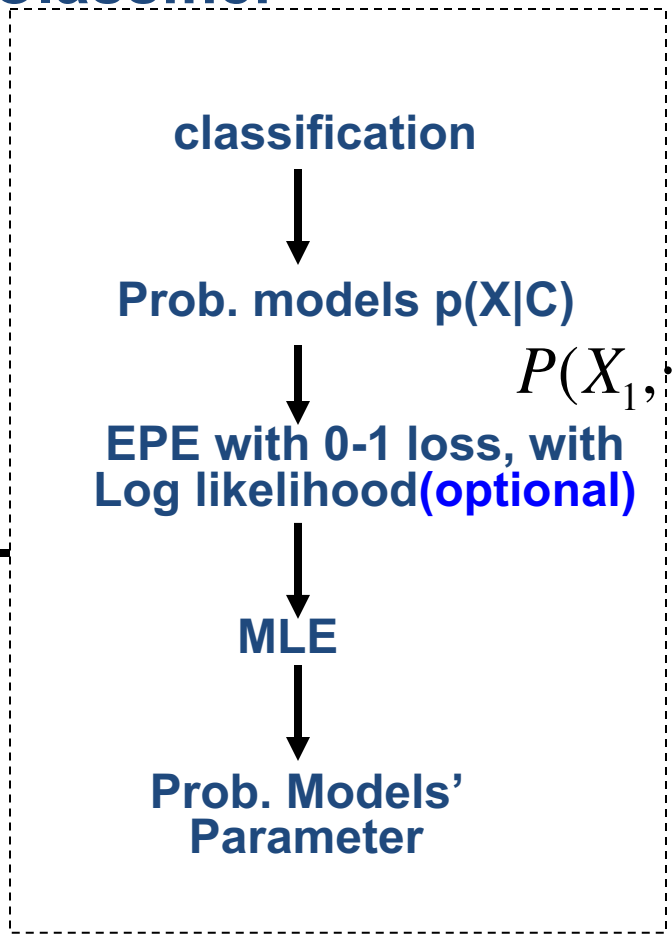 classification
Prob. models p(X|C)
P(X₁,
EPE with 0-1 loss, with
Log likelihood(optional)
MLE
Prob. Models’
Parameter